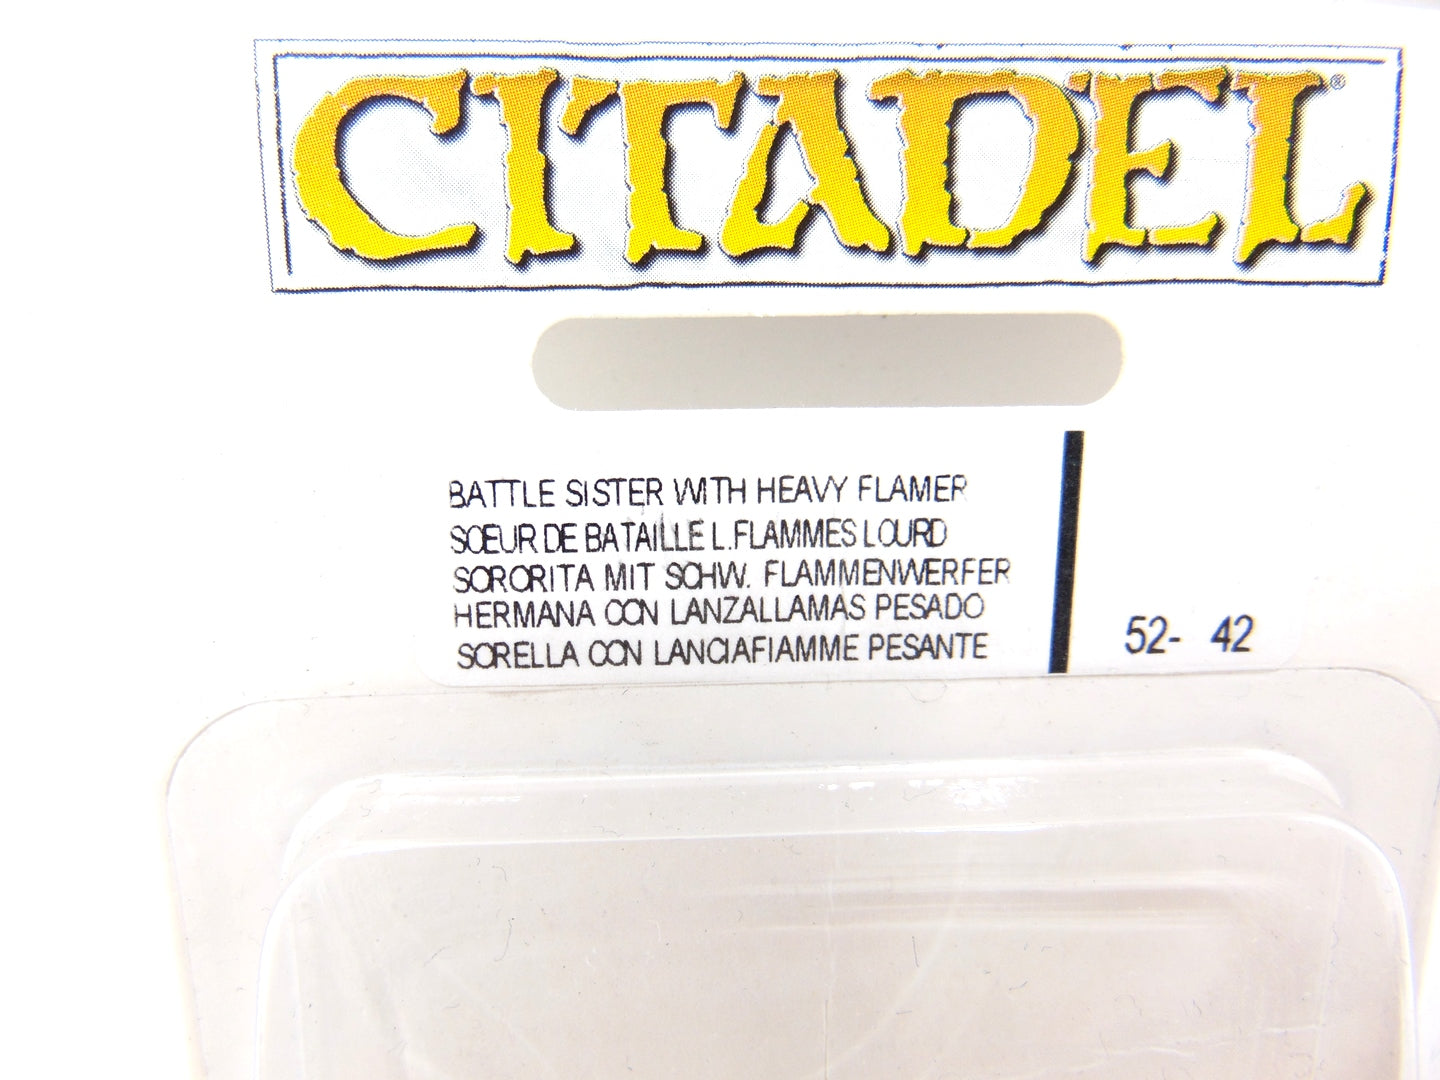 CITADEL®
BATTLE SISTER WITH HEAVY FLAMER
SOEUR DE BATAILLE L.FLAMMES LOURD
SORORITA MIT SCHW. FLAMMENWERFER
HERMANA CON LANZALLAMAS PESADO
SORELLA CON LANCIAFIAMME PESANTE
52- 42